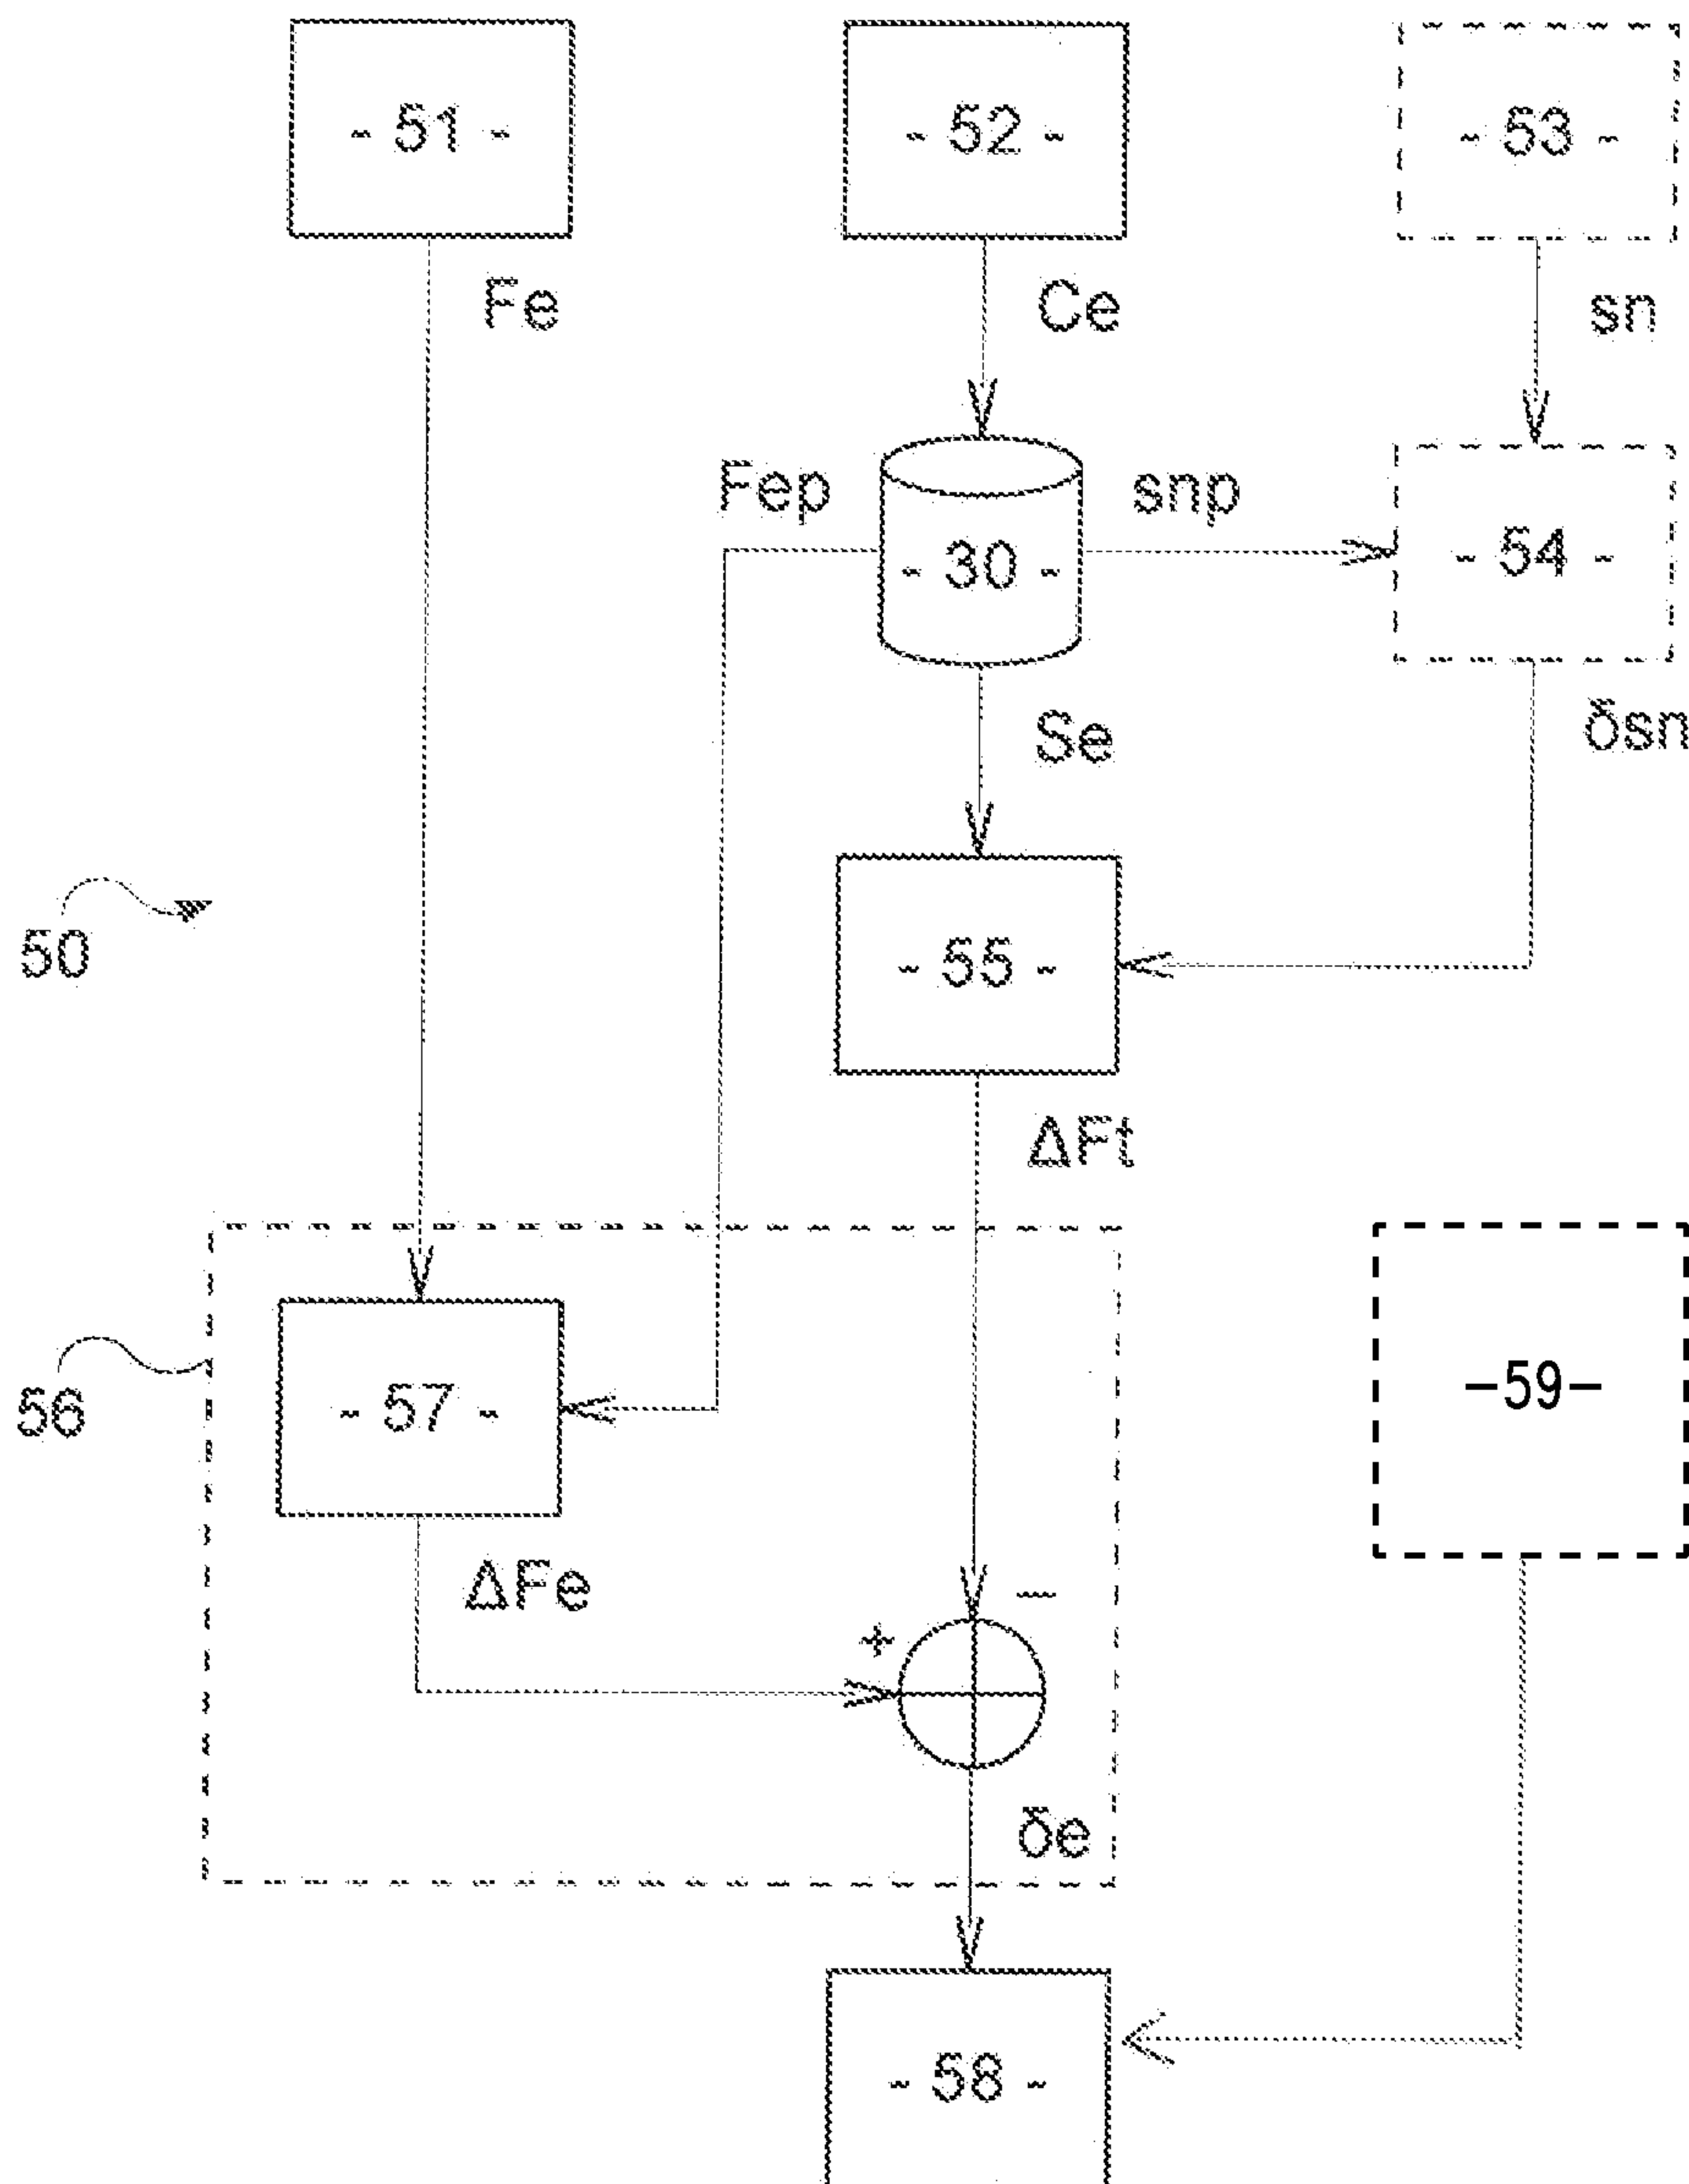 - 51 -
- 52 -
- 53 -
Fe
Ce
sn
Fep
snp
- 30 -
- 54 -
Se
δsn
50
- 55 -
ΔFt
56
- 57 -
–59–
ΔFe
–
+
δe
- 58 -